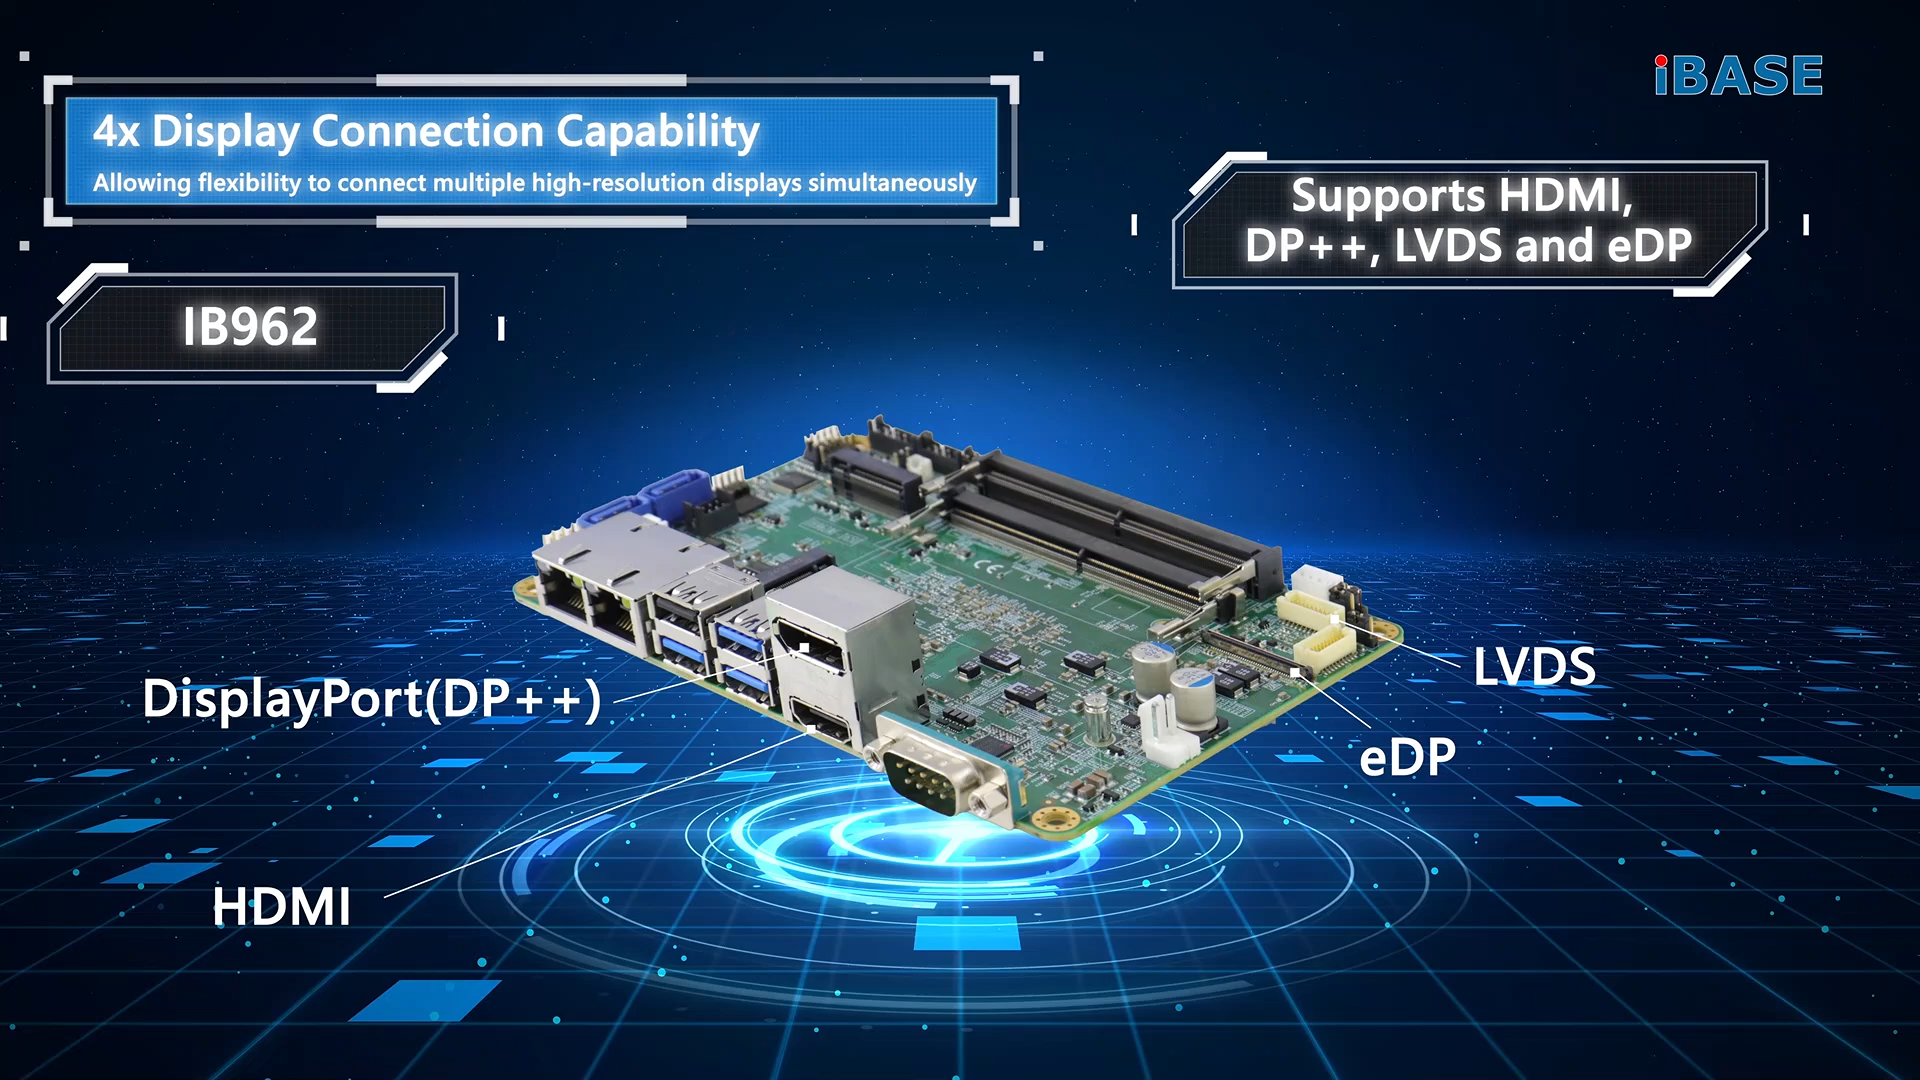 iBASE
4x Display Connection Capability
Allowing flexibility to connect multiple high-resolution displays simultaneously
Supports HDMI,
DP++, LVDS and eDP
IB962
CE
LVDS
DisplayPort(DP++)
eDP
HDMI